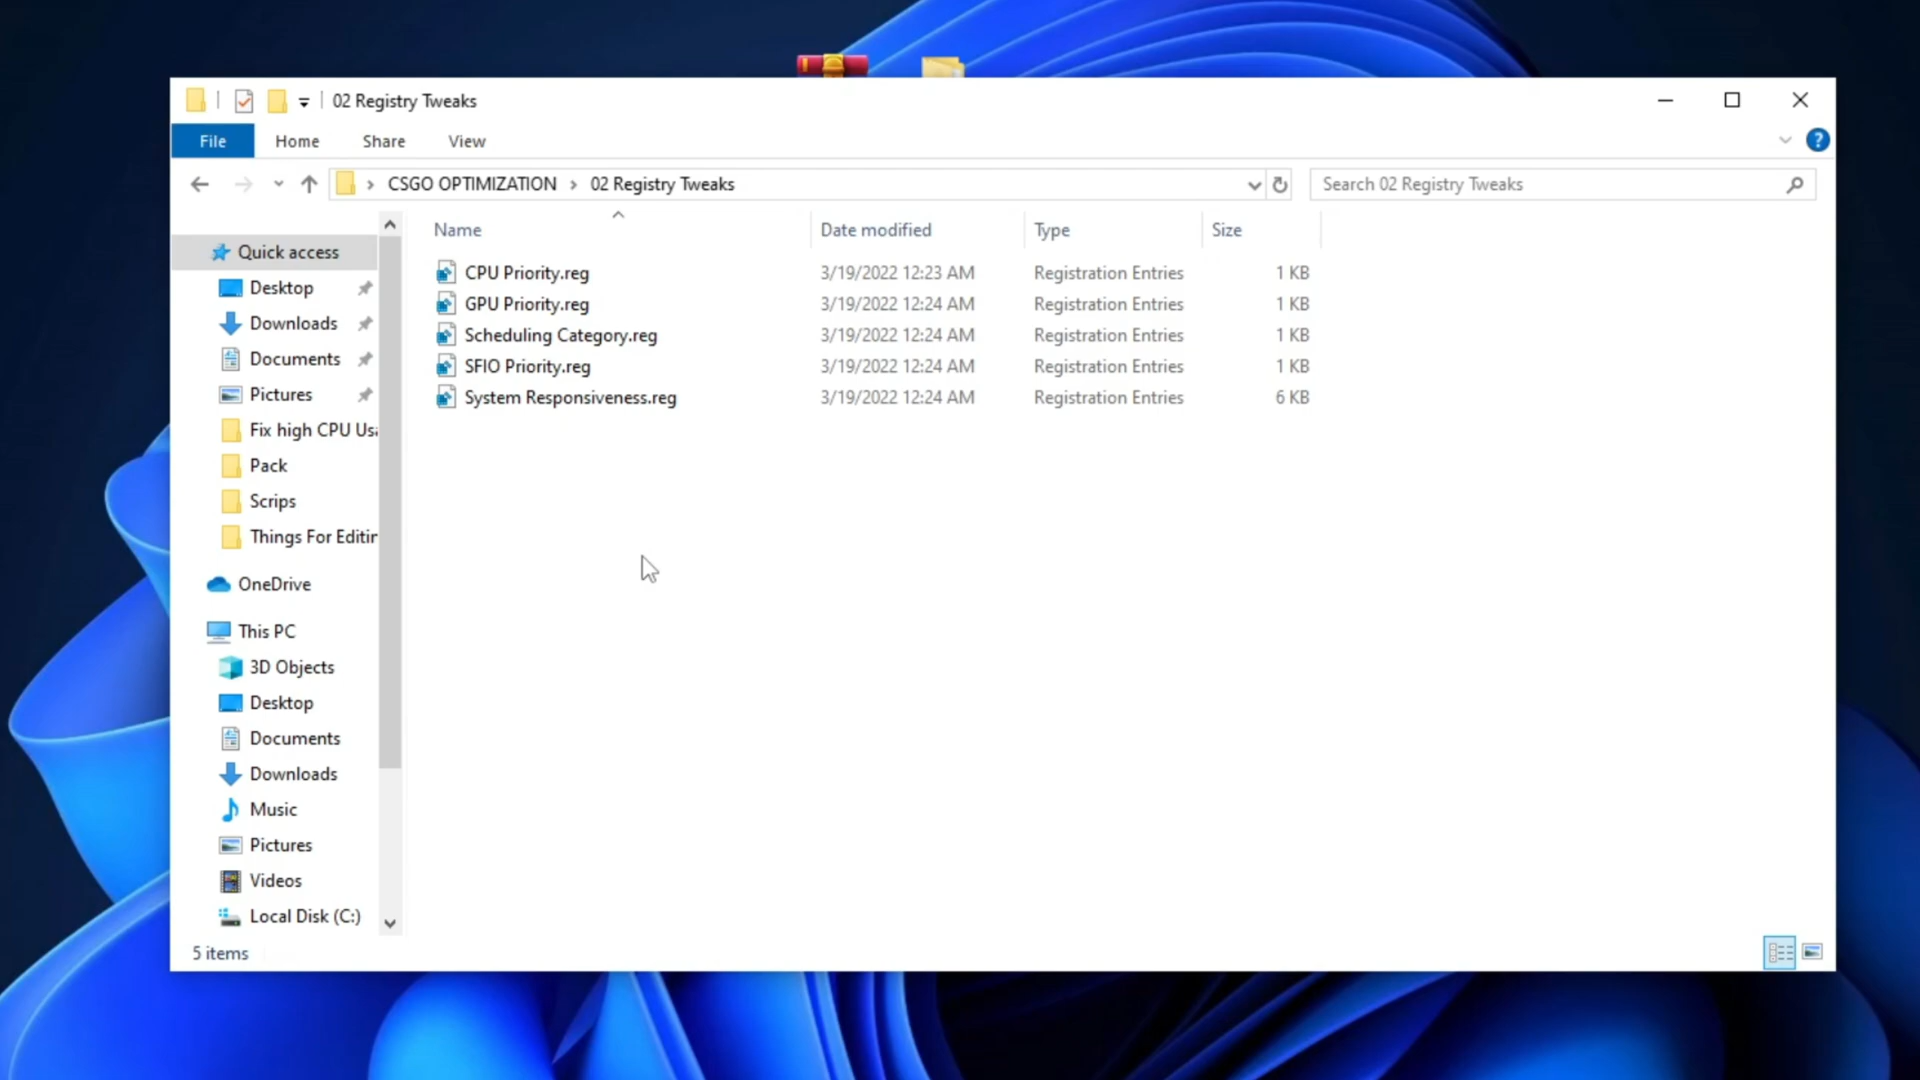 02 Registry Tweaks
File Home Share View
CSGO OPTIMIZATION 02 Registry Tweaks
Search 02 Registry Tweaks
Name Date modified Type Size
CPU Priority.reg 3/19/2022 12:23 AM Registration Entries 1 KB
GPU Priority.reg 3/19/2022 12:24 AM Registration Entries 1 KB
Scheduling Category.reg 3/19/2022 12:24 AM Registration Entries 1 KB
SFIO Priority.reg 3/19/2022 12:24 AM Registration Entries 1 KB
System Responsiveness.reg 3/19/2022 12:24 AM Registration Entries 6 KB
Quick access
Desktop
Downloads
Documents
Pictures
Fix high CPU Usa
Pack
Scrips
Things For Editin
OneDrive
This PC
3D Objects
Desktop
Documents
Downloads
Music
Pictures
Videos
Local Disk (C:)
5 items